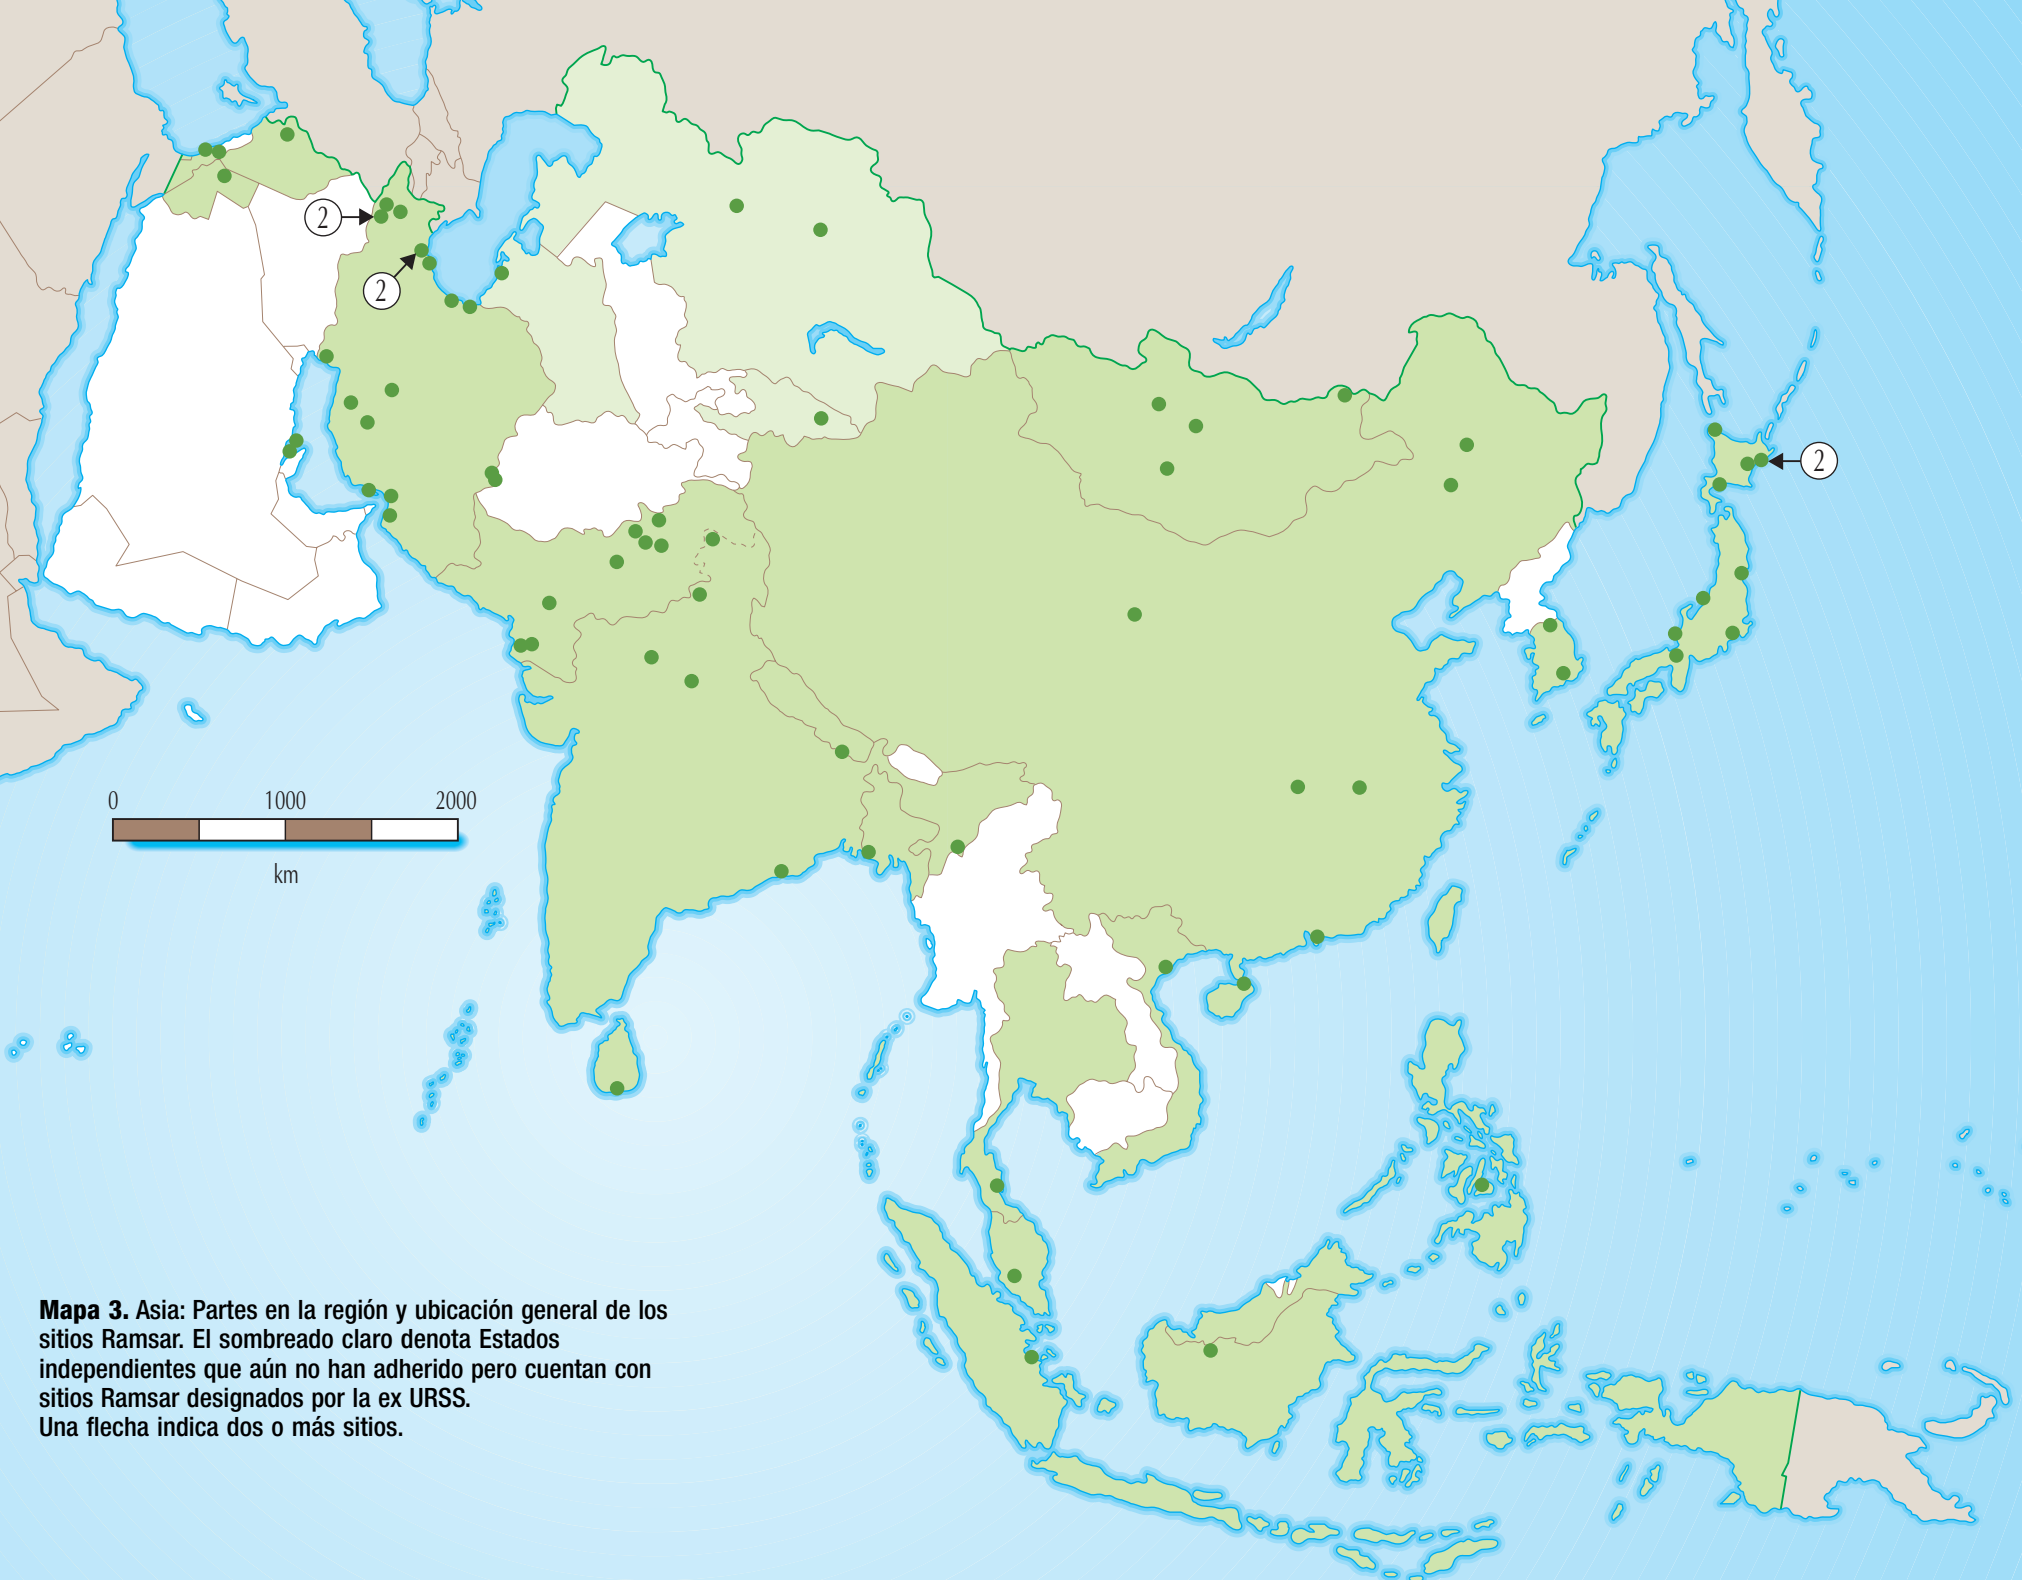 2
2
2
0 1000 2000
km
Mapa 3. Asia: Partes en la región y ubicación general de los
sitios Ramsar. El sombreado claro denota Estados
independientes que aún no han adherido pero cuentan con
sitios Ramsar designados por la ex URSS.
Una flecha indica dos o más sitios.